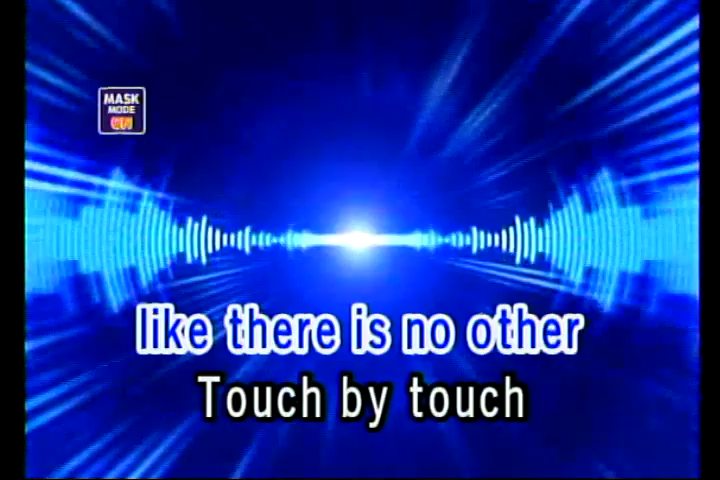 MASK
MODE
ON
like there is no other
Touch by touch